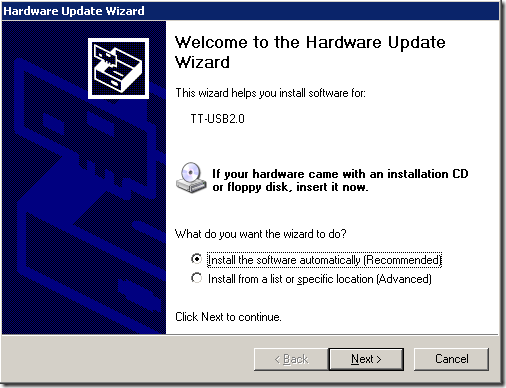 Hardware Update Wizard
Welcome to the Hardware Update
Wizard
This wizard helps you install software for:
TT-USB2.0
If your hardware came with an installation CD
or floppy disk, insert it now.
What do you want the wizard to do?
Install the software automatically (Recommended)
Install from a list or specific location (Advanced)
Click Next to continue.
< Back
Next >
Cancel